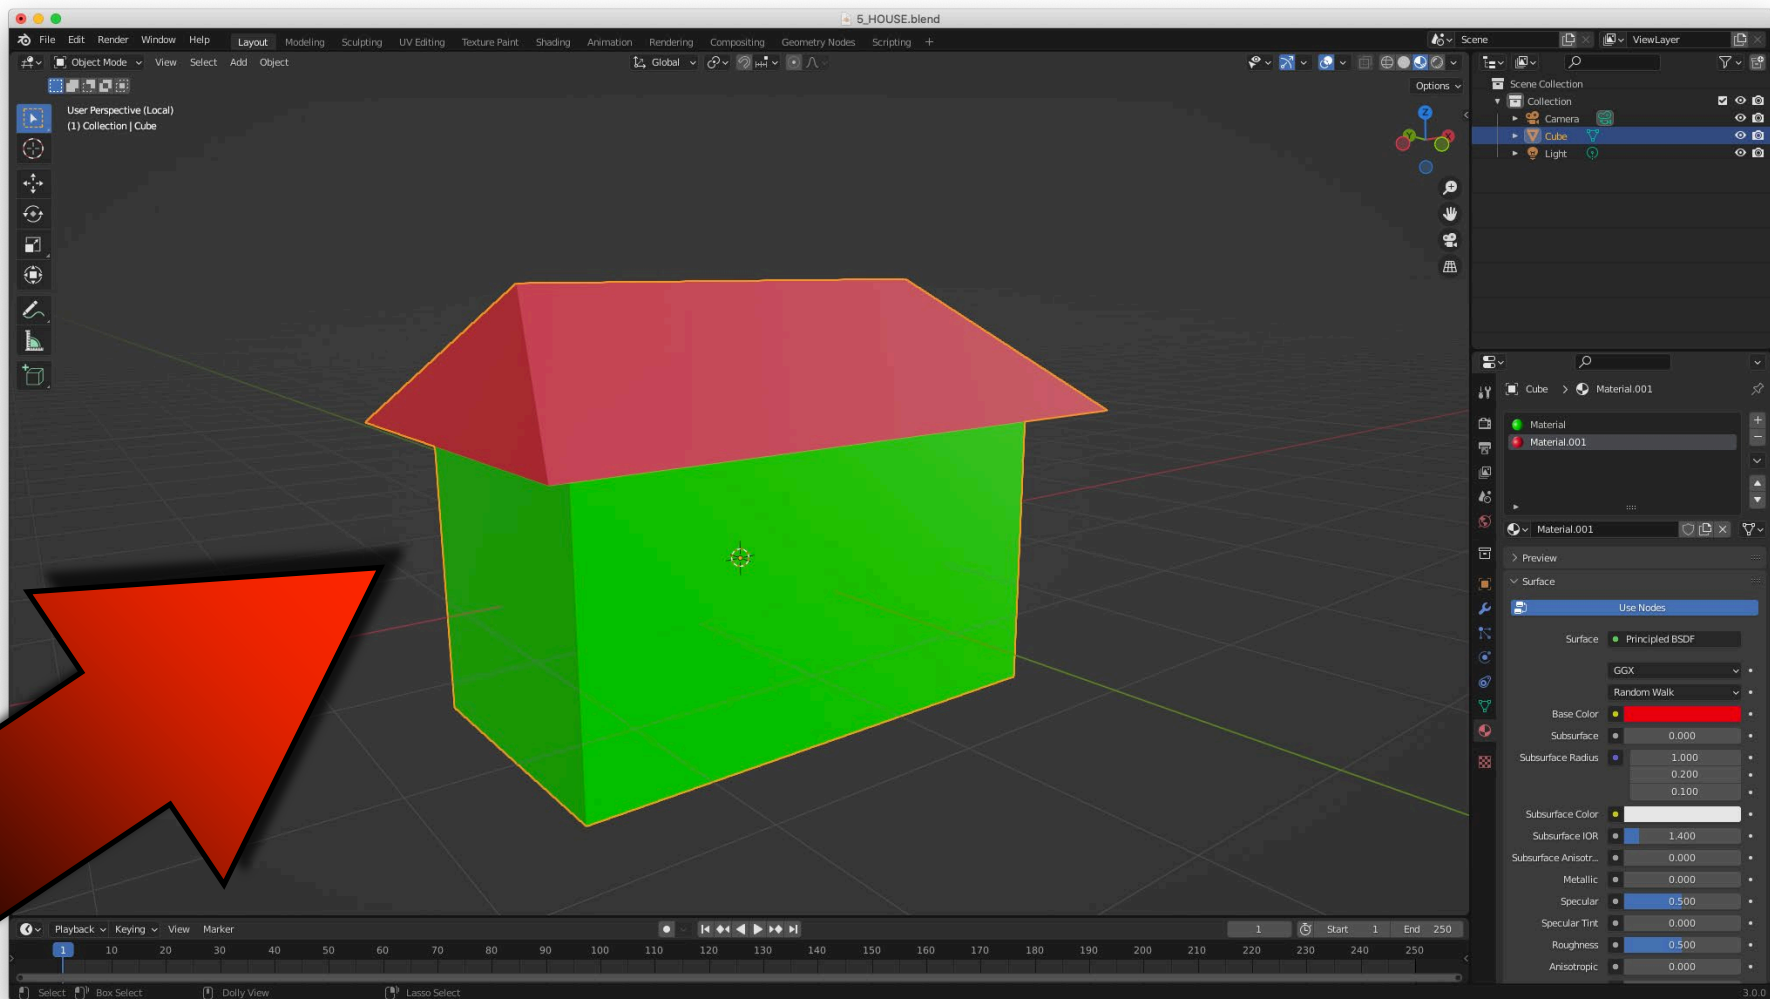 5_HOUSE.blend
File Edit Render Window Help Layout Modeling Sculpting UV Editing Texture Paint Shading Animation Rendering Compositing Geometry Nodes Scripting + Scene ViewLayer
Object Mode View Select Add Object Global
Options
User Perspective (Local)
(1) Collection | Cube
Z
Scene Collection
Collection
Camera
Cube
Light
Cube > Material.001
Material
Material.001
Material.001
Preview
Surface
Use Nodes
Surface Principled BSDF
GGX
Random Walk
Base Color
Subsurface 0.000
Subsurface Radius 1.000
0.200
0.100
Subsurface Color
Subsurface IOR 1.400
Subsurface Anisotr... 0.000
Metallic 0.000
Specular 0.500
Specular Tint 0.000
Roughness 0.500
Anisotropic 0.000
Playback Keying View Marker 1 Start 1 End 250
1 10 20 30 40 50 60 70 80 90 100 110 120 130 140 150 160 170 180 190 200 210 220 230 240 250
Select Box Select Dolly View Lasso Select 3.0.0